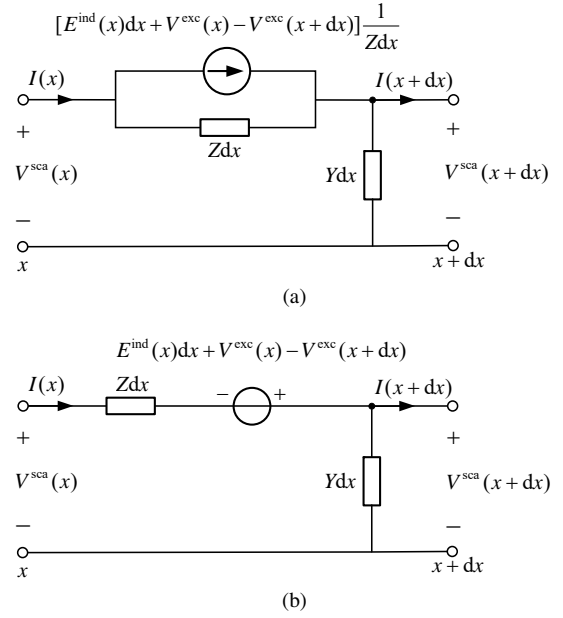 [E^ind(x)dx+V^exc(x)−V^exc(x+dx)] 1/Zdx
I(x) I(x+dx)
+ +
Zdx
V^sca(x) Ydx V^sca(x+dx)
− −
x x+dx
(a)
E^ind(x)dx+V^exc(x)−V^exc(x+dx)
I(x) Zdx − + I(x+dx)
+ +
V^sca(x) Ydx V^sca(x+dx)
− −
x x+dx
(b)